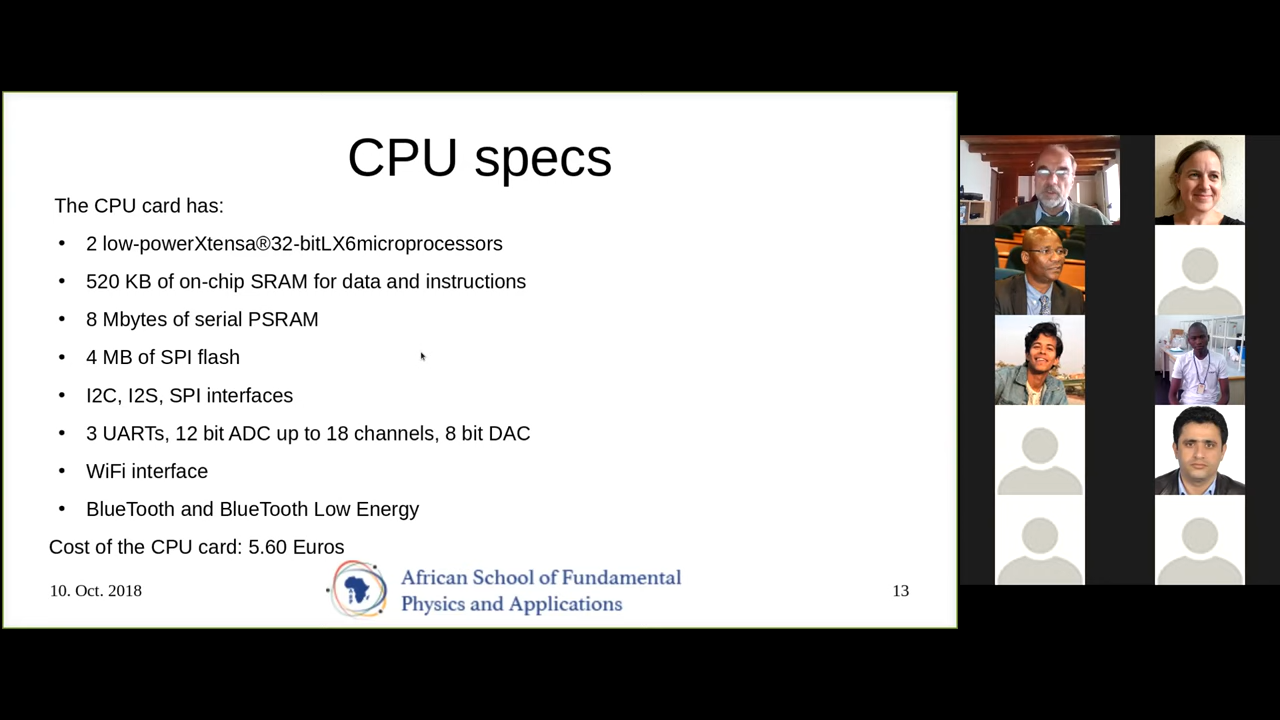 CPU specs
The CPU card has:
• 2 low-powerXtensa®32-bitLX6microprocessors
• 520 KB of on-chip SRAM for data and instructions
• 8 Mbytes of serial PSRAM
• 4 MB of SPI flash
• I2C, I2S, SPI interfaces
• 3 UARTs, 12 bit ADC up to 18 channels, 8 bit DAC
• WiFi interface
• BlueTooth and BlueTooth Low Energy
Cost of the CPU card: 5.60 Euros
10. Oct. 2018
African School of Fundamental
Physics and Applications
13